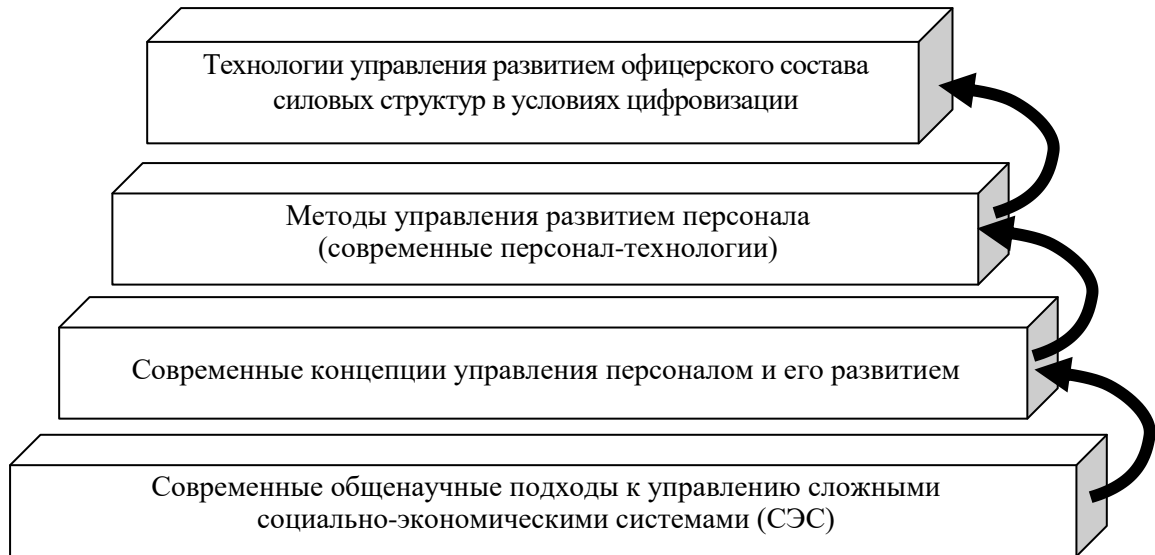 Технологии управления развитием офицерского состава
силовых структур в условиях цифровизации
Методы управления развитием персонала
(современные персонал-технологии)
Современные концепции управления персоналом и его развитием
Современные общенаучные подходы к управлению сложными
социально-экономическими системами (СЭС)